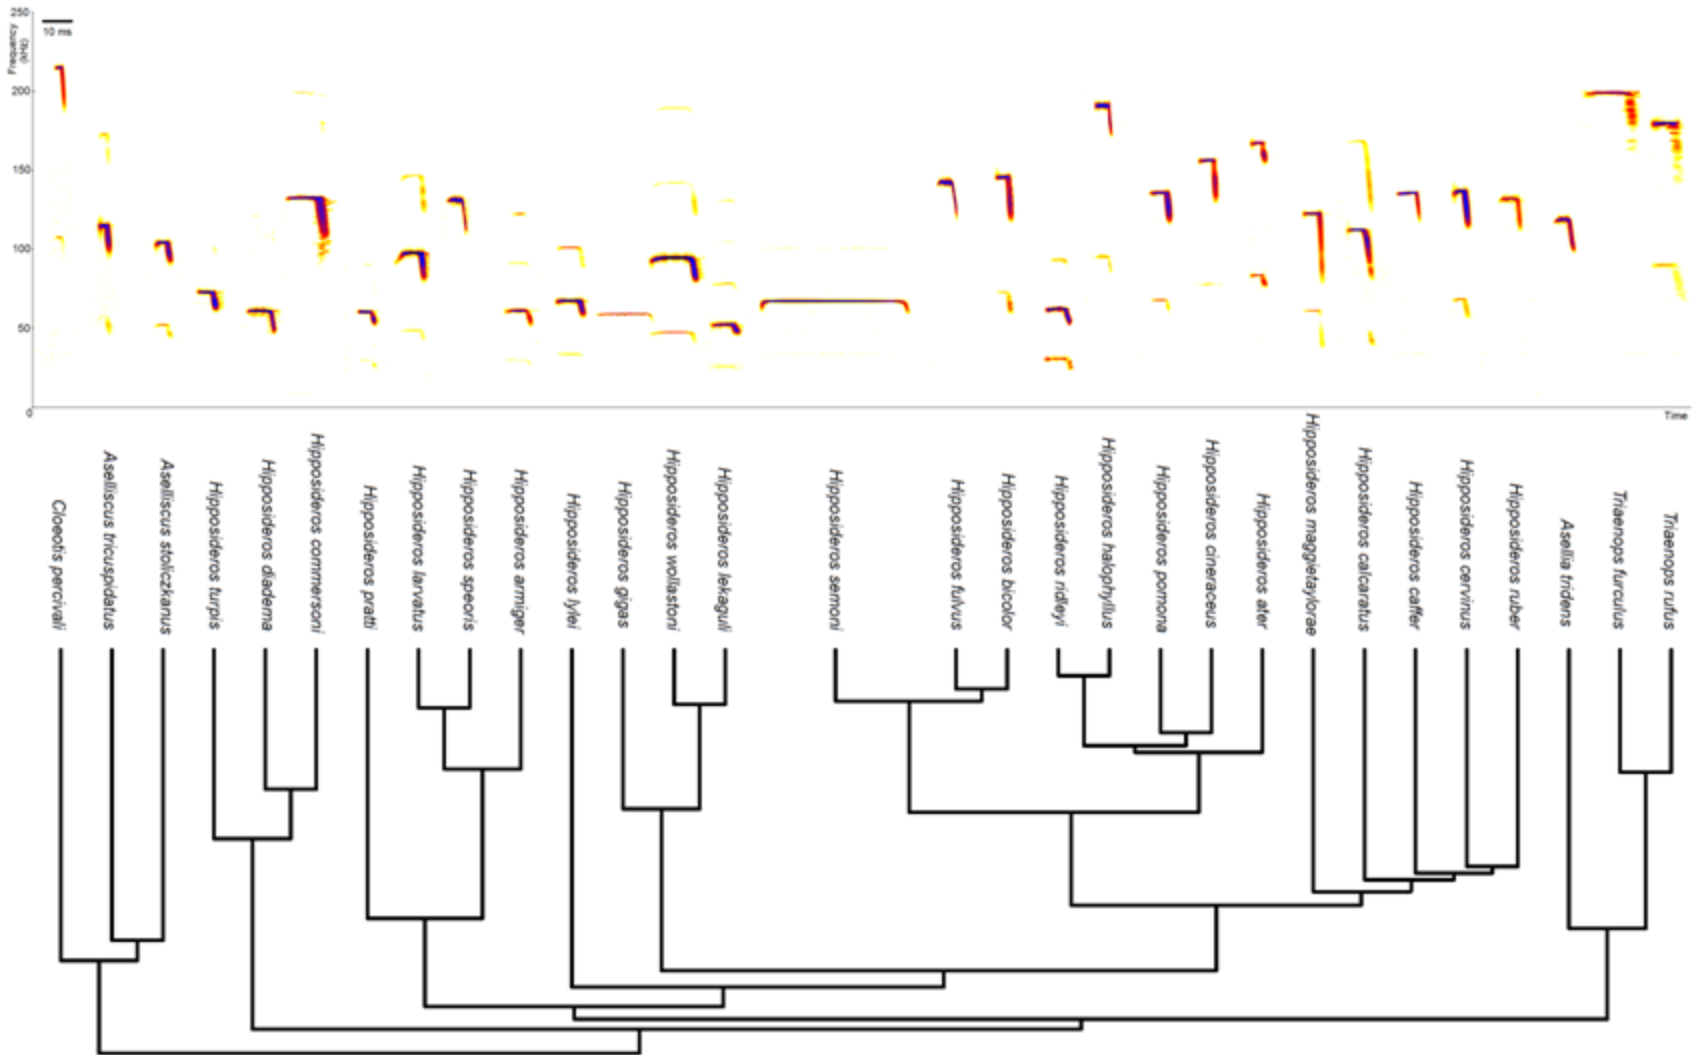 250
Frequency
(kHz)
10 ms
200
150
100
50
0
Time
Cloeotis percivali
Aselliscus tricuspidatus
Aselliscus stoliczkanus
Hipposideros turpis
Hipposideros diadema
Hipposideros commersoni
Hipposideros pratti
Hipposideros larvatus
Hipposideros speoris
Hipposideros armiger
Hipposideros lylei
Hipposideros gigas
Hipposideros wollastoni
Hipposideros lekaguli
Hipposideros semoni
Hipposideros fulvus
Hipposideros bicolor
Hipposideros ridleyi
Hipposideros halophyllus
Hipposideros pomona
Hipposideros cineraceus
Hipposideros ater
Hipposideros maggietaylorae
Hipposideros calcaratus
Hipposideros caffer
Hipposideros cervinus
Hipposideros ruber
Asellia tridens
Triaenops furculus
Triaenops rufus